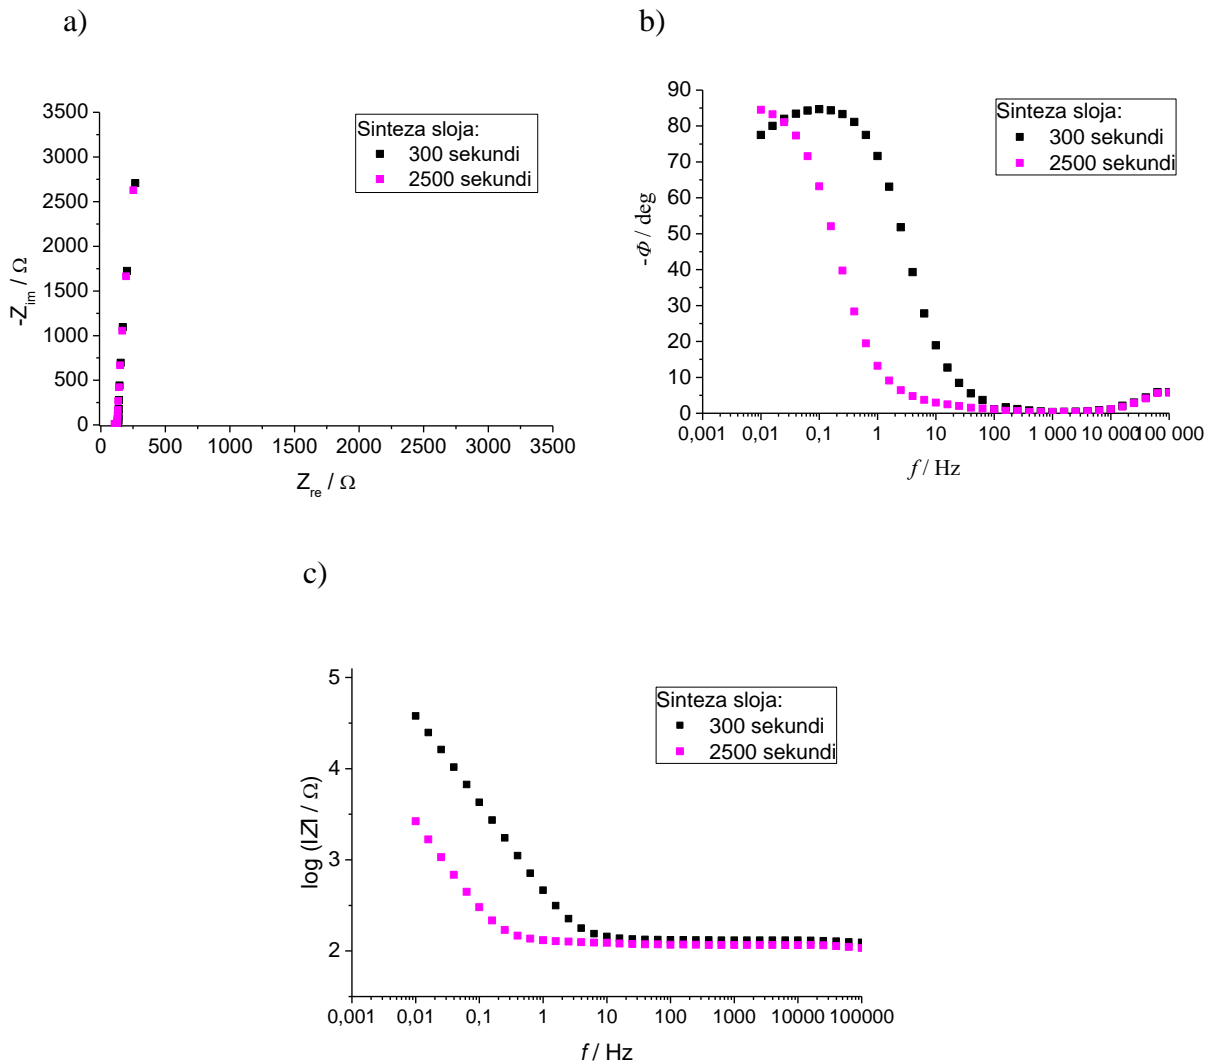 a)
3500
3000
2500
2000
1500
1000
500
0
0 500 1000 1500 2000 2500 3000 3500
-Z_im / Ω
Z_re / Ω
Sinteza sloja:
300 sekundi
2500 sekundi
b)
90
85
80
75
70
60
50
40
30
20
10
0
0,001 0,01 0,1 1 10 100 1 000 10 000 100 000
-Φ / deg
f / Hz
Sinteza sloja:
300 sekundi
2500 sekundi
c)
5
4
3
2
0,001 0,01 0,1 1 10 100 1000 10000 100000
log (IZI / Ω)
f / Hz
Sinteza sloja:
300 sekundi
2500 sekundi